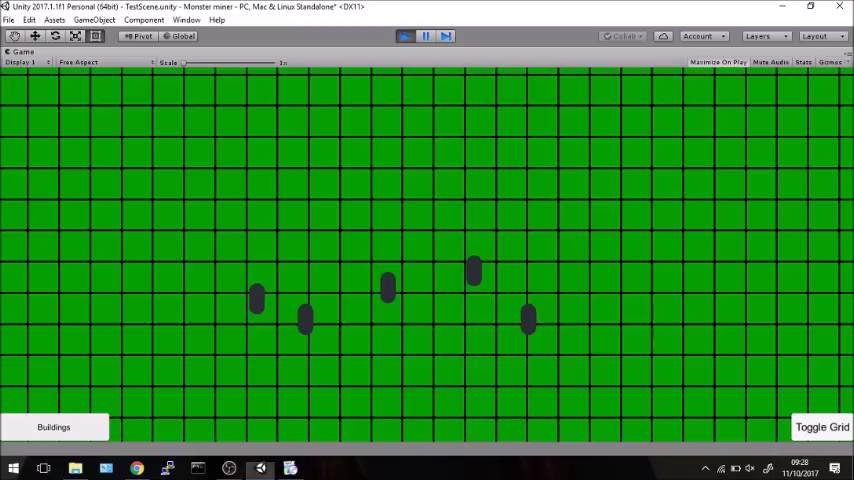 Unity 2017.1.1f1 Personal (64bit) - TestScene.unity - Monster miner - PC, Mac & Linux Standalone* <DX11>
File Edit Assets GameObject Component Window Help
Pivot Global Collab Account Layers Layout
Game
Display 1 Free Aspect Scale 1x Maximize On Play Mute Audio Stats Gizmos
Buildings Toggle Grid
09:28
11/10/2017